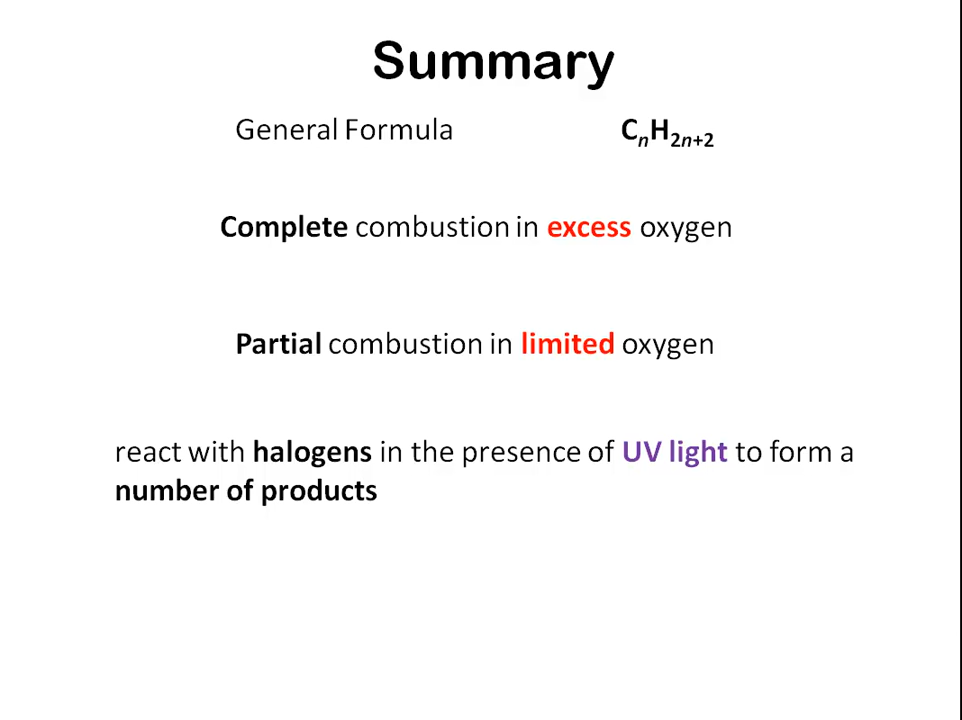 Summary
General Formula CₙH₂ₙ₊₂
Complete combustion in excess oxygen
Partial combustion in limited oxygen
react with halogens in the presence of UV light to form a
number of products